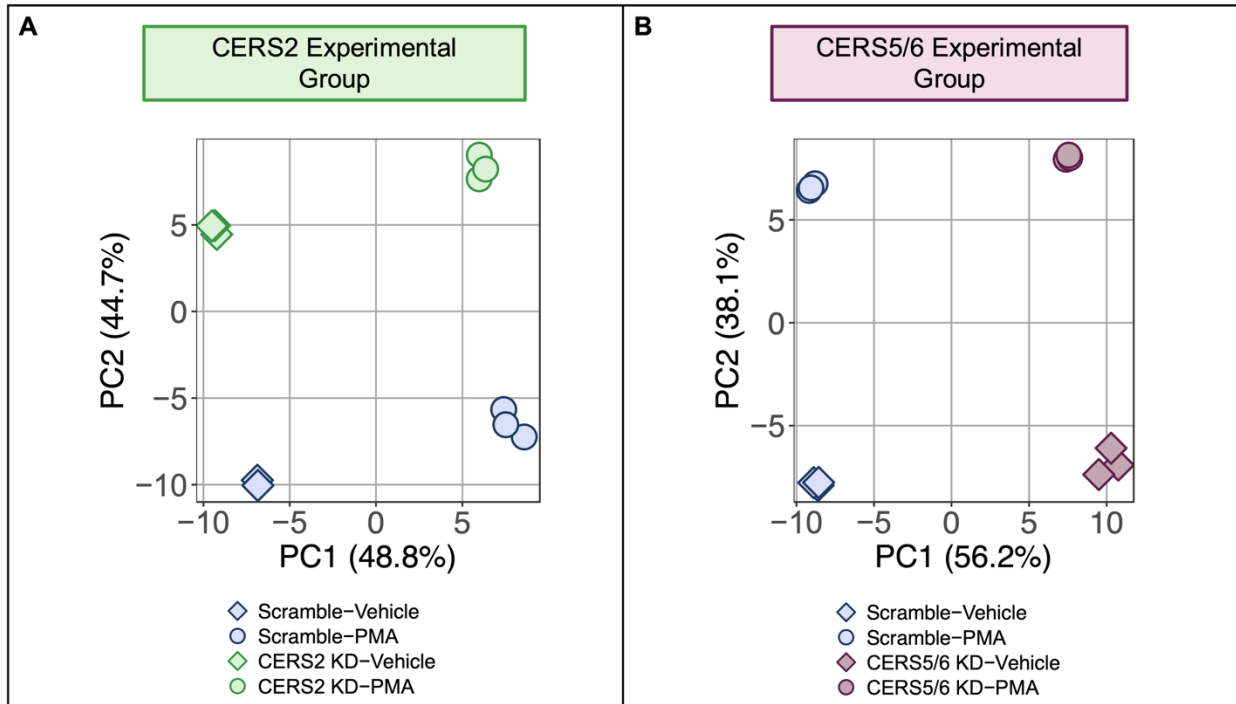 A
CERS2 Experimental
Group
5
0
−5
−10
PC2 (44.7%)
−10
−5
0
5
PC1 (48.8%)
Scramble−Vehicle
Scramble−PMA
CERS2 KD−Vehicle
CERS2 KD−PMA
B
CERS5/6 Experimental
Group
5
0
−5
PC2 (38.1%)
−10
−5
0
5
10
PC1 (56.2%)
Scramble−Vehicle
Scramble−PMA
CERS5/6 KD−Vehicle
CERS5/6 KD−PMA